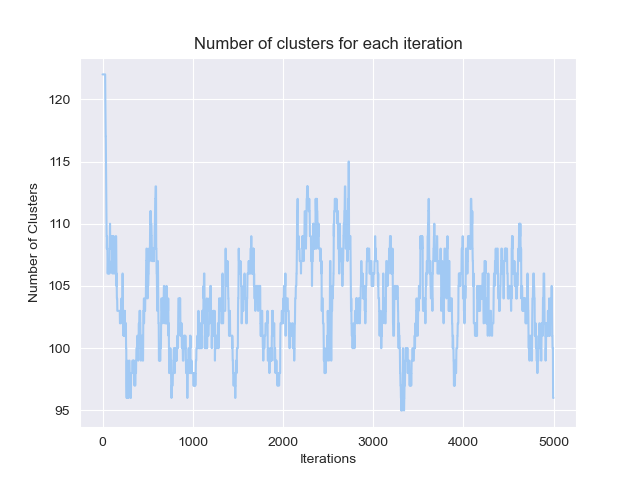 Number of clusters for each iteration
120
115
110
105
100
95
Number of Clusters
0 1000 2000 3000 4000 5000
Iterations